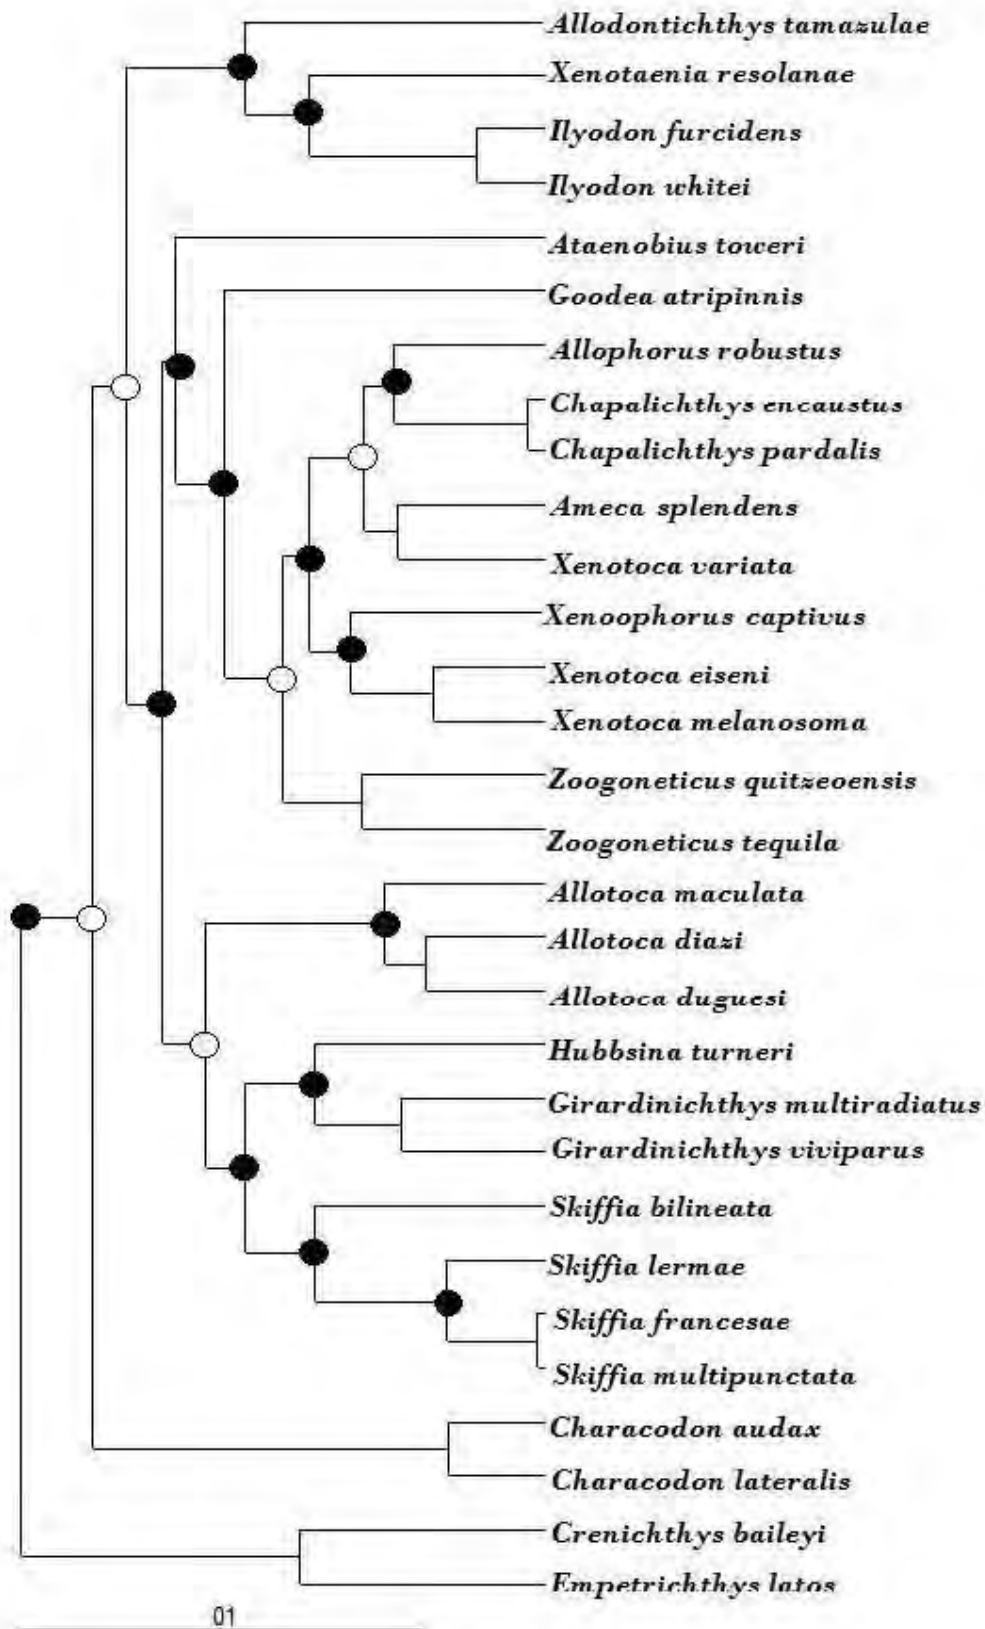 Allodontichthys tamazulae
Xenotaenia resolanae
Ilyodon furcidens
Ilyodon whitei
Ataenobius toweri
Goodea atripinnis
Allophorus robustus
Chapalichthys encaustus
Chapalichthys pardalis
Ameca splendens
Xenotoca variata
Xenoophorus captivus
Xenotoca eiseni
Xenotoca melanosoma
Zoogoneticus quitzeoensis
Zoogoneticus tequila
Allotoca maculata
Allotoca diazi
Allotoca duguesi
Hubbsina turneri
Girardinichthys multiradiatus
Girardinichthys viviparus
Skiffia bilineata
Skiffia lermae
Skiffia francesae
Skiffia multipunctata
Characodon audax
Characodon lateralis
Crenichthys baileyi
Empetrichthys latos
01